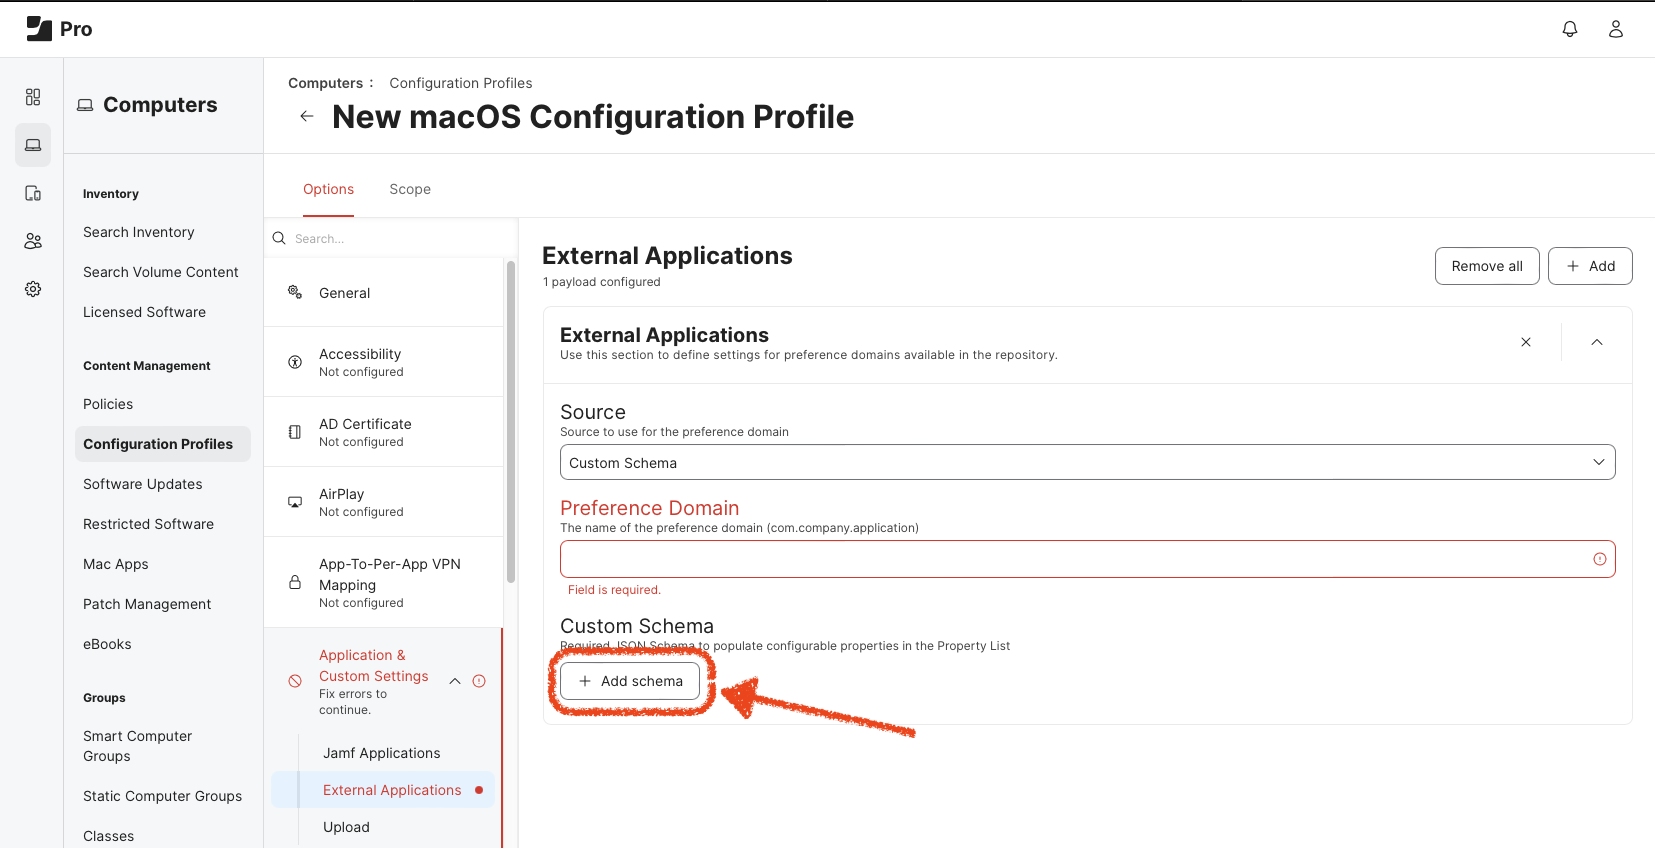 Pro
Computers
Inventory
Search Inventory
Search Volume Content
Licensed Software
Content Management
Policies
Configuration Profiles
Software Updates
Restricted Software
Mac Apps
Patch Management
eBooks
Groups
Smart Computer
Groups
Static Computer Groups
Classes
Computers : Configuration Profiles
New macOS Configuration Profile
Options
Scope
Search...
General
Accessibility
Not configured
AD Certificate
Not configured
AirPlay
Not configured
App-To-Per-App VPN
Mapping
Not configured
Application &
Custom Settings
Fix errors to
continue.
Jamf Applications
External Applications
Upload
External Applications
1 payload configured
Remove all
Add
External Applications
Use this section to define settings for preference domains available in the repository.
Source
Source to use for the preference domain
Custom Schema
Preference Domain
The name of the preference domain (com.company.application)
Field is required.
Custom Schema
Required. JSON Schema to populate configurable properties in the Property List
Add schema